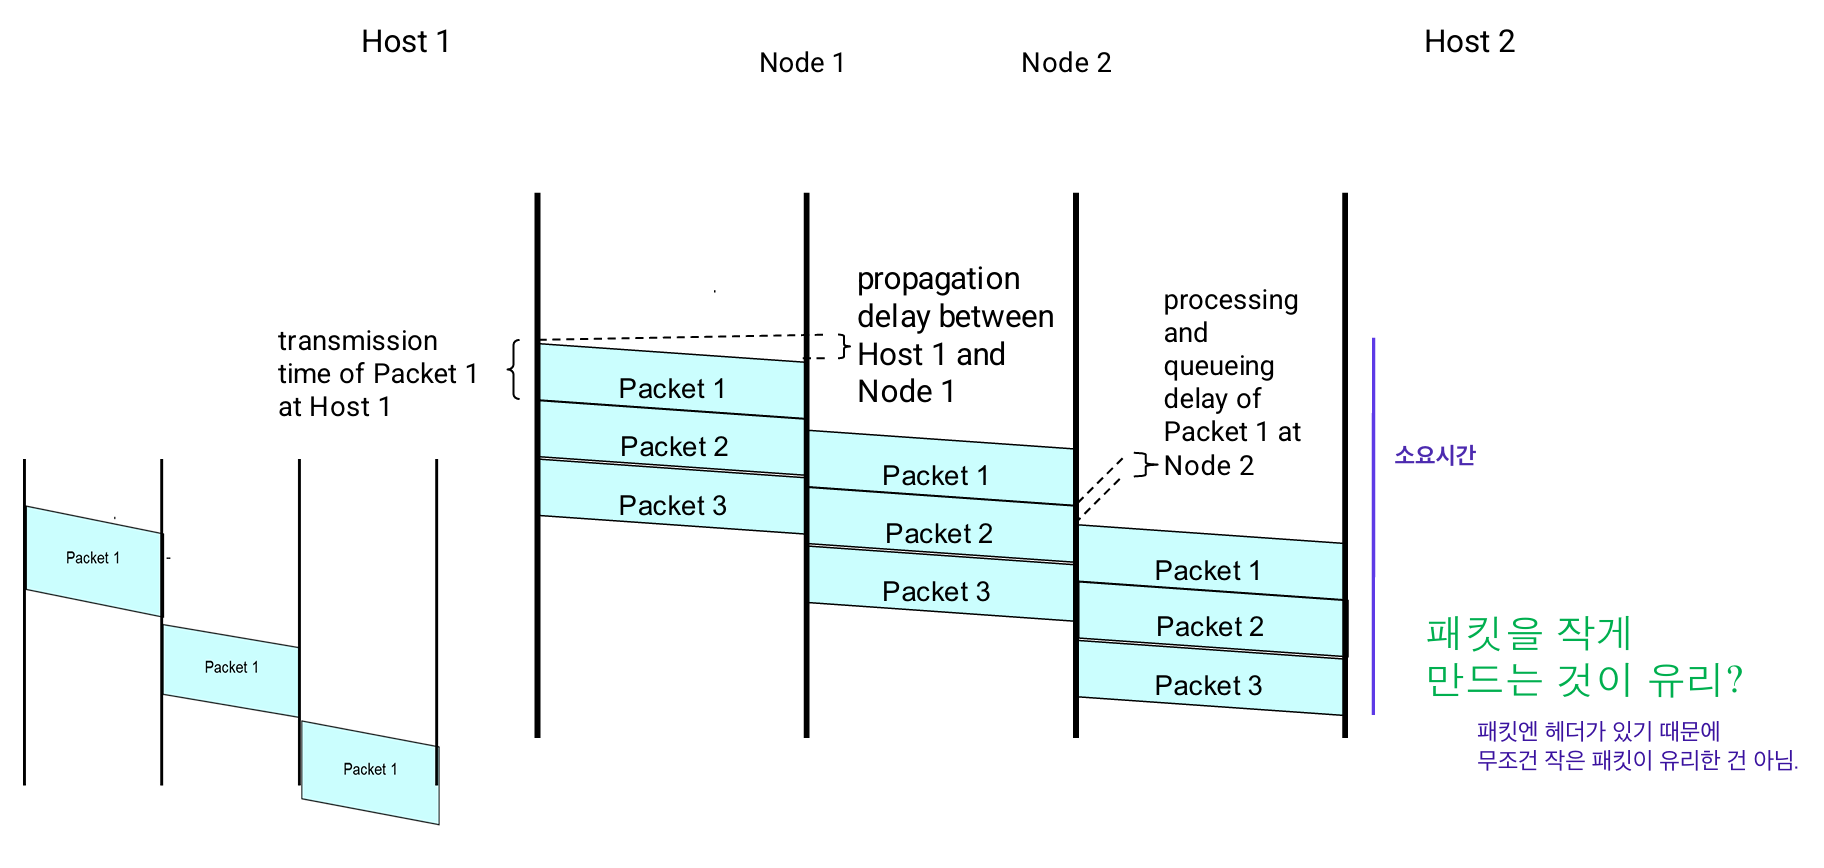 Host 1
Node 1
Node 2
Host 2
transmission
time of Packet 1
at Host 1
propagation
delay between
Host 1 and
Node 1
processing
and
queueing
delay of
Packet 1 at
Node 2
Packet 1
Packet 2
Packet 3
Packet 1
Packet 2
Packet 3
Packet 1
Packet 2
Packet 3
Packet 1
Packet 1
Packet 1
소요시간
패킷을 작게
만드는 것이 유리?
패킷엔 헤더가 있기 때문에
무조건 작은 패킷이 유리한 건 아님.